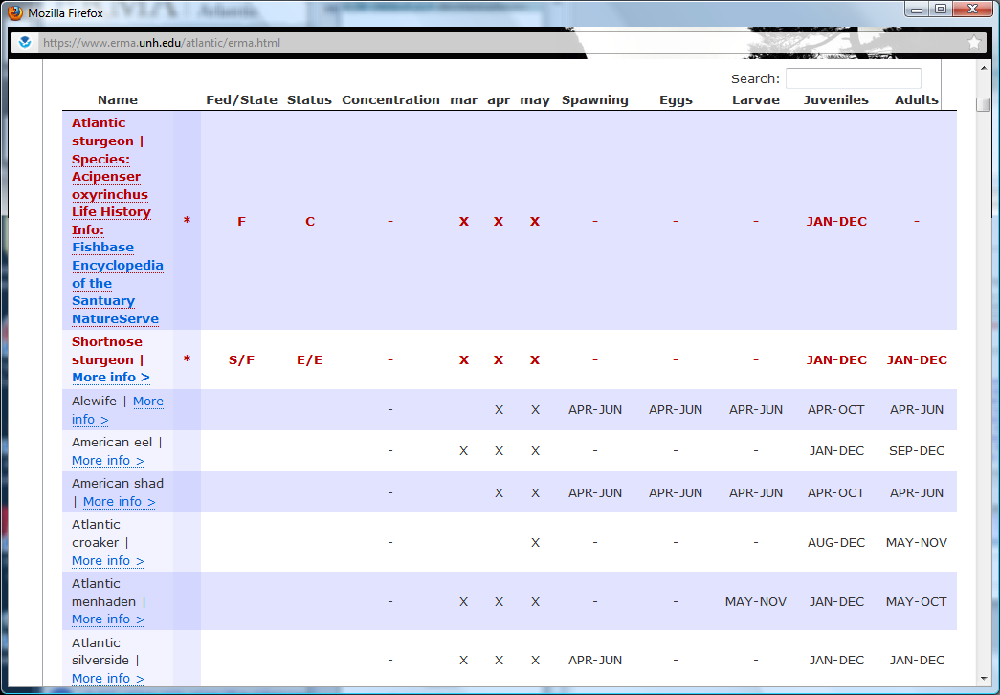 Mozilla Firefox
https://www.erma.unh.edu/atlantic/erma.html
Search:
Name Fed/State Status Concentration mar apr may Spawning Eggs Larvae Juveniles Adults
Atlantic
sturgeon |
Species:
Acipenser
oxyrinchus
Life History
Info:
Fishbase
Encyclopedia
of the
Santuary
NatureServe
* F C - X X X - - - JAN-DEC -
Shortnose
sturgeon |
More info >
* S/F E/E - X X X - - - JAN-DEC JAN-DEC
Alewife | More
info >
- X X APR-JUN APR-JUN APR-JUN APR-OCT APR-JUN
American eel |
More info >
- X X X - - - JAN-DEC SEP-DEC
American shad
| More info >
- X X APR-JUN APR-JUN APR-JUN APR-OCT APR-JUN
Atlantic
croaker |
More info >
- X - - - AUG-DEC MAY-NOV
Atlantic
menhaden |
More info >
- X X X - - MAY-NOV JAN-DEC MAY-OCT
Atlantic
silverside |
More info >
- X X X APR-JUN - - JAN-DEC JAN-DEC